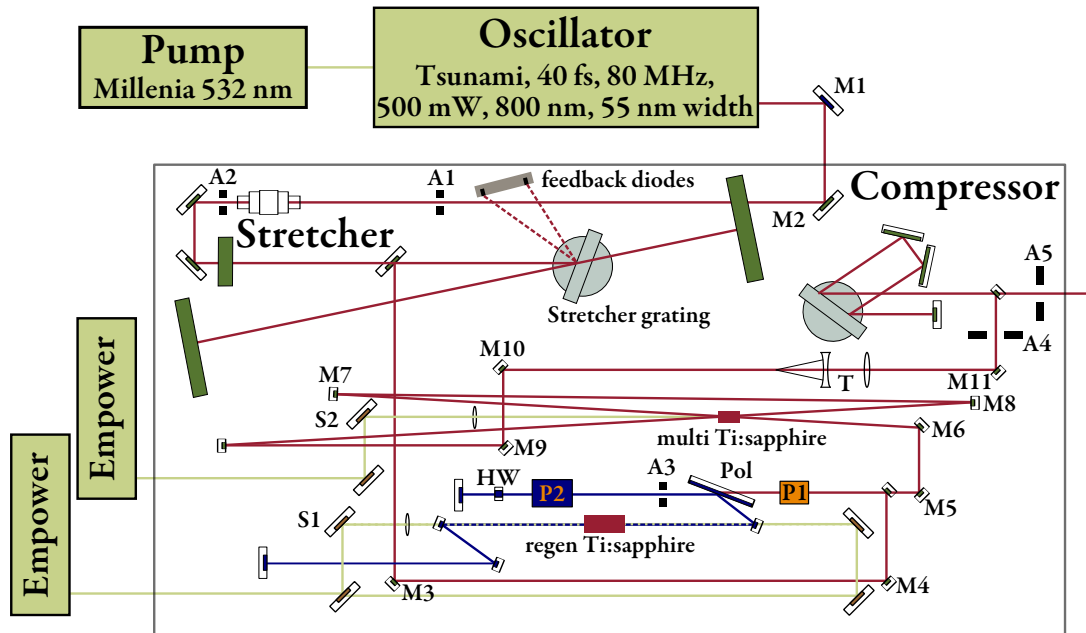 Pump
Millenia 532 nm
Oscillator
Tsunami, 40 fs, 80 MHz,
500 mW, 800 nm, 55 nm width
M1
A2
A1
feedback diodes
M2
Compressor
Stretcher
A5
Stretcher grating
A4
M10
T
M11
M7
M8
S2
M6
multi Ti:sapphire
M9
Empower
HW
A3
Pol
P2
P1
M5
S1
regen Ti:sapphire
Empower
M3
M4